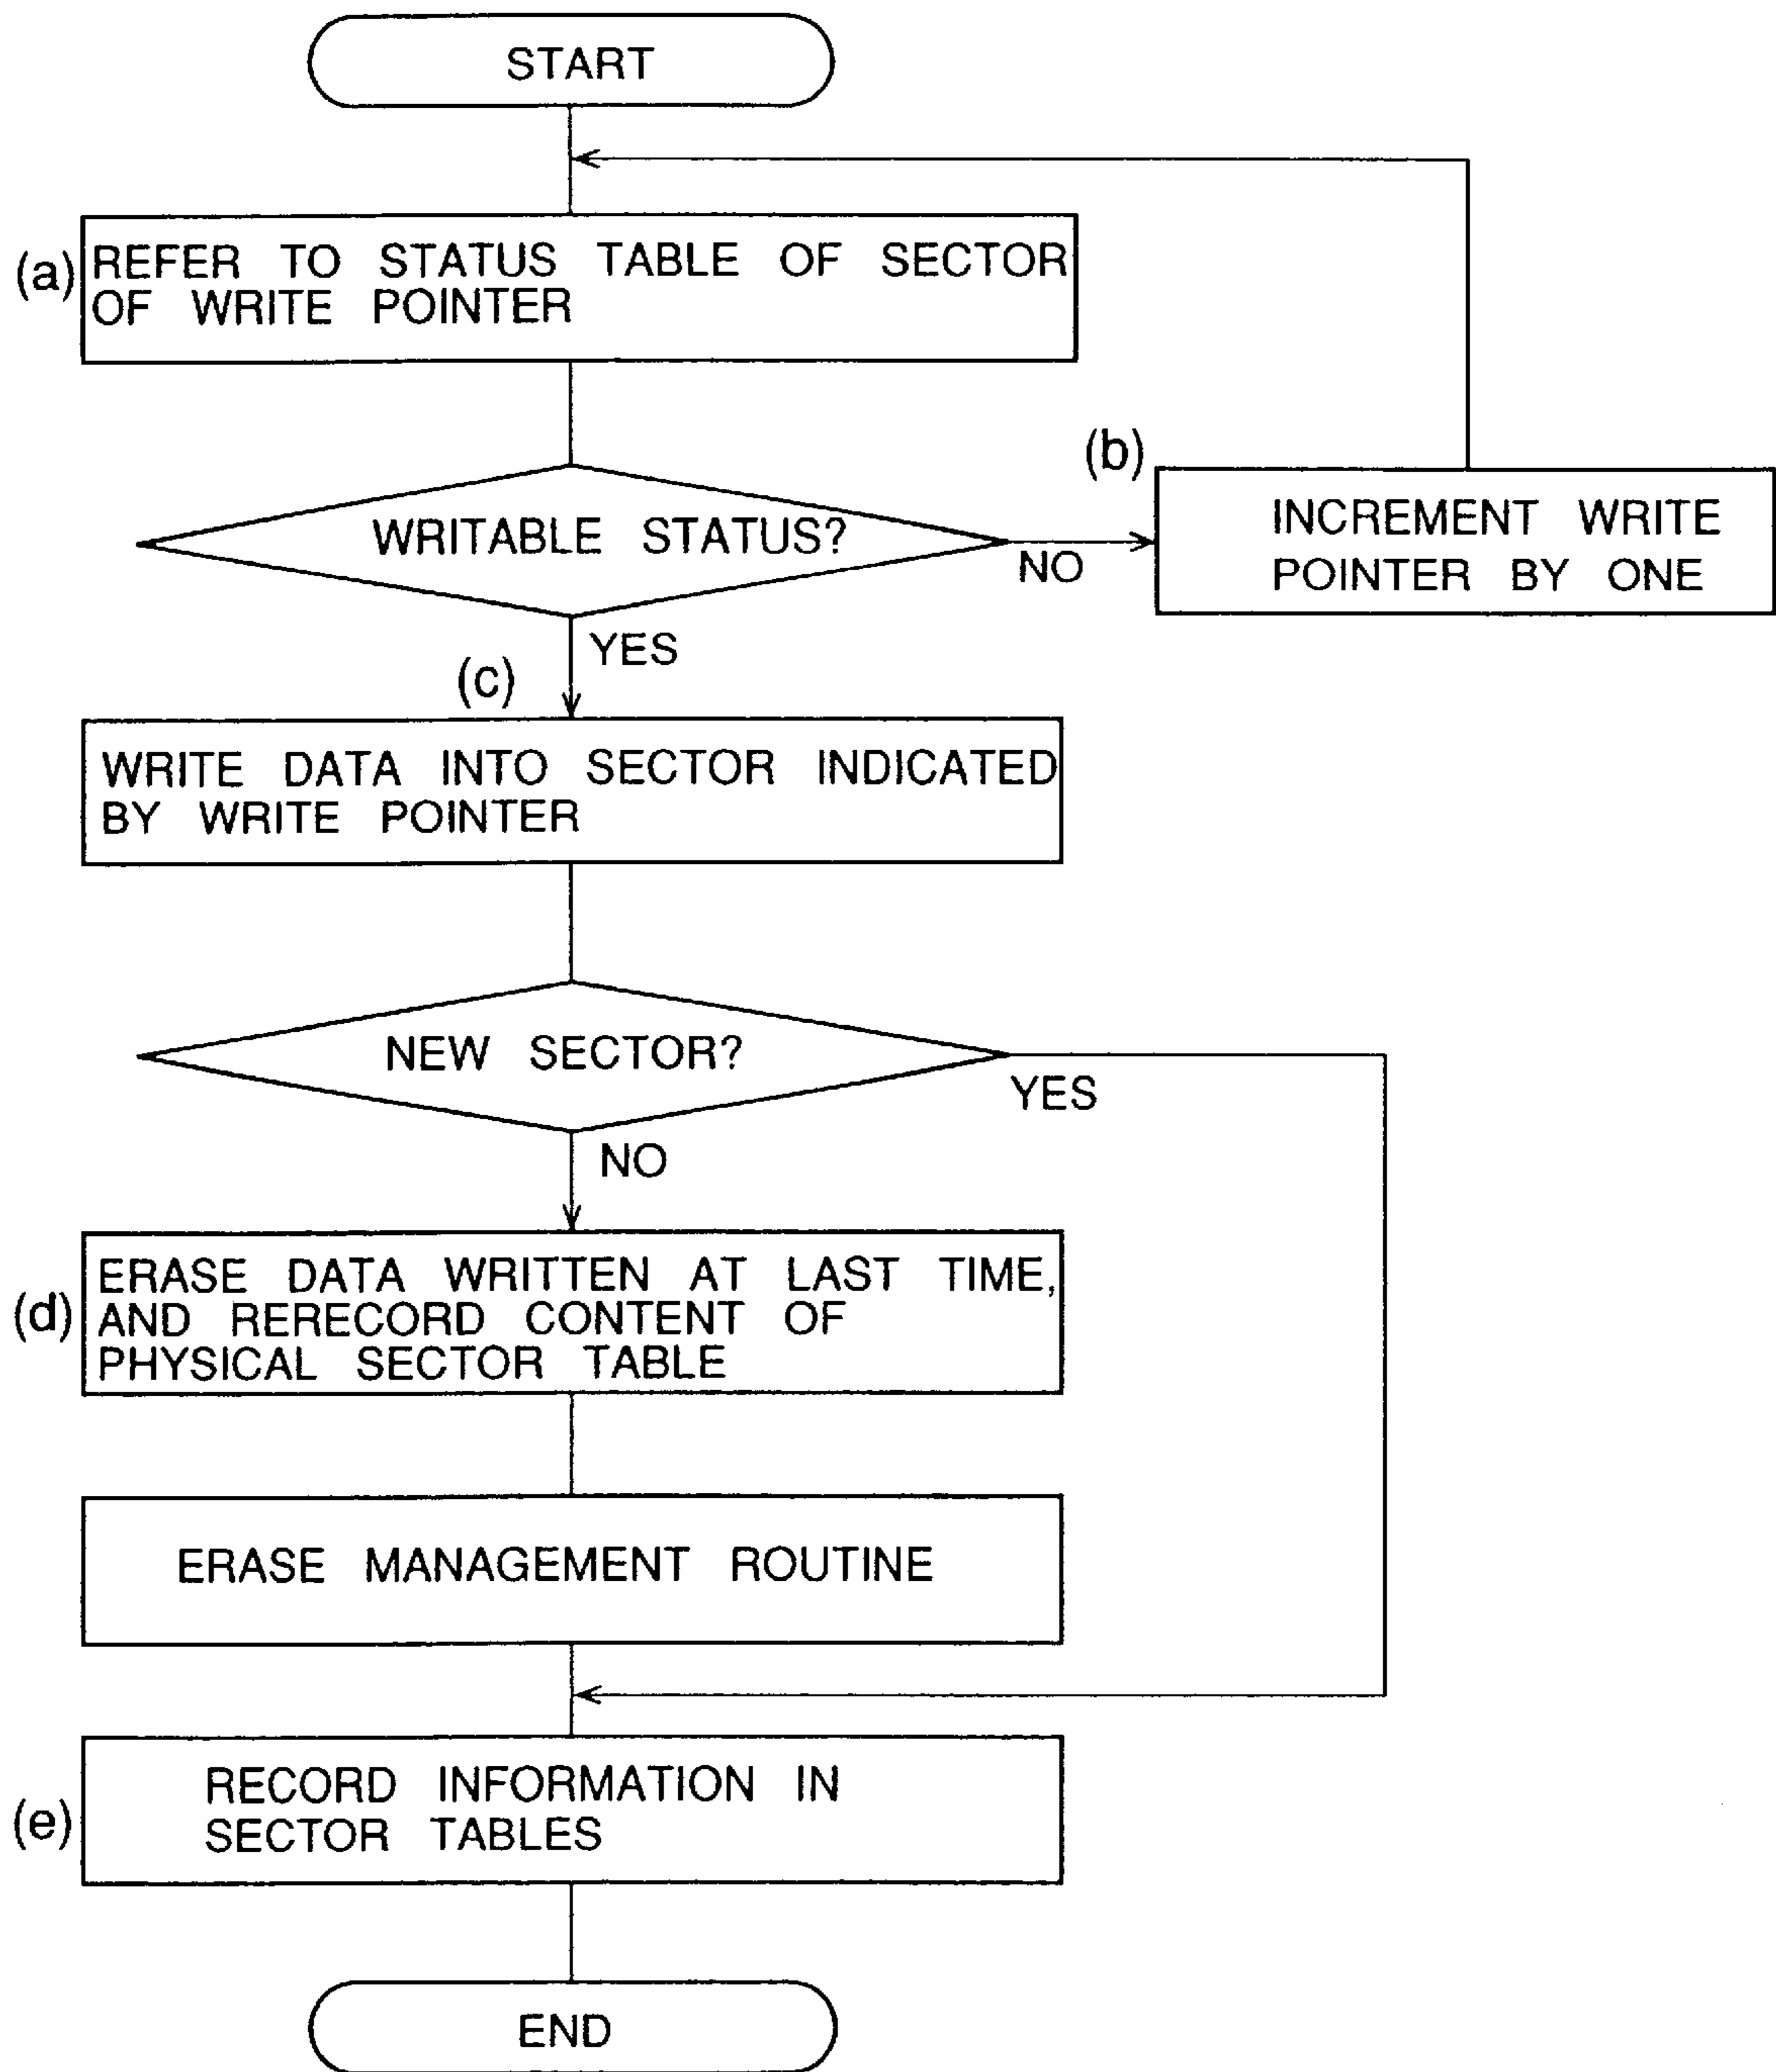 START
(a)
REFER TO STATUS TABLE OF SECTOR
OF WRITE POINTER
WRITABLE STATUS?
NO
(b)
INCREMENT WRITE
POINTER BY ONE
YES
(c)
WRITE DATA INTO SECTOR INDICATED
BY WRITE POINTER
NEW SECTOR?
YES
NO
(d)
ERASE DATA WRITTEN AT LAST TIME,
AND RERECORD CONTENT OF
PHYSICAL SECTOR TABLE
ERASE MANAGEMENT ROUTINE
(e)
RECORD INFORMATION IN
SECTOR TABLES
END